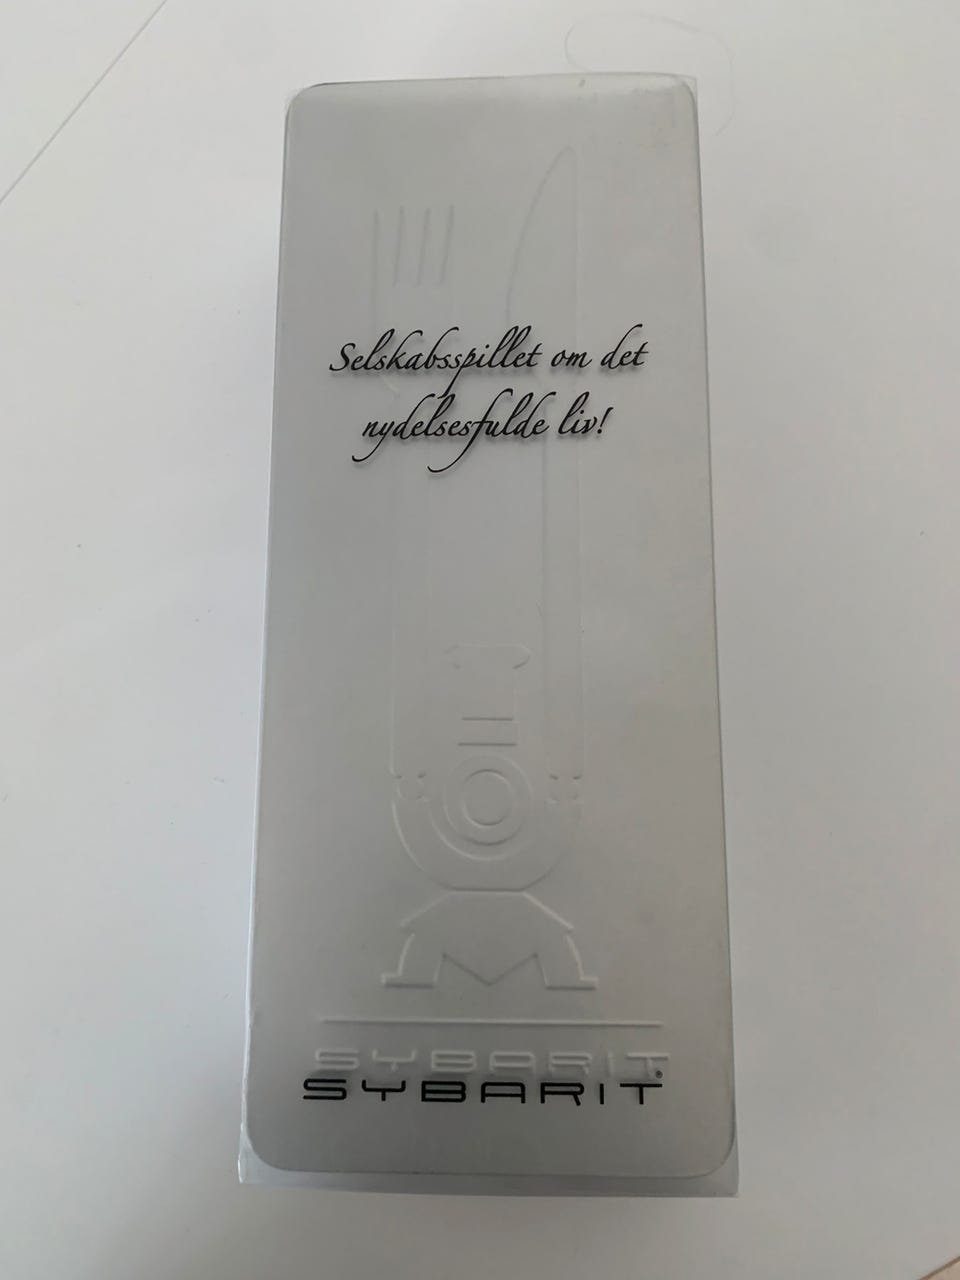 Selskabsspillet om det
nydelsesfulde liv!
SYBARIT
SYBARIT®